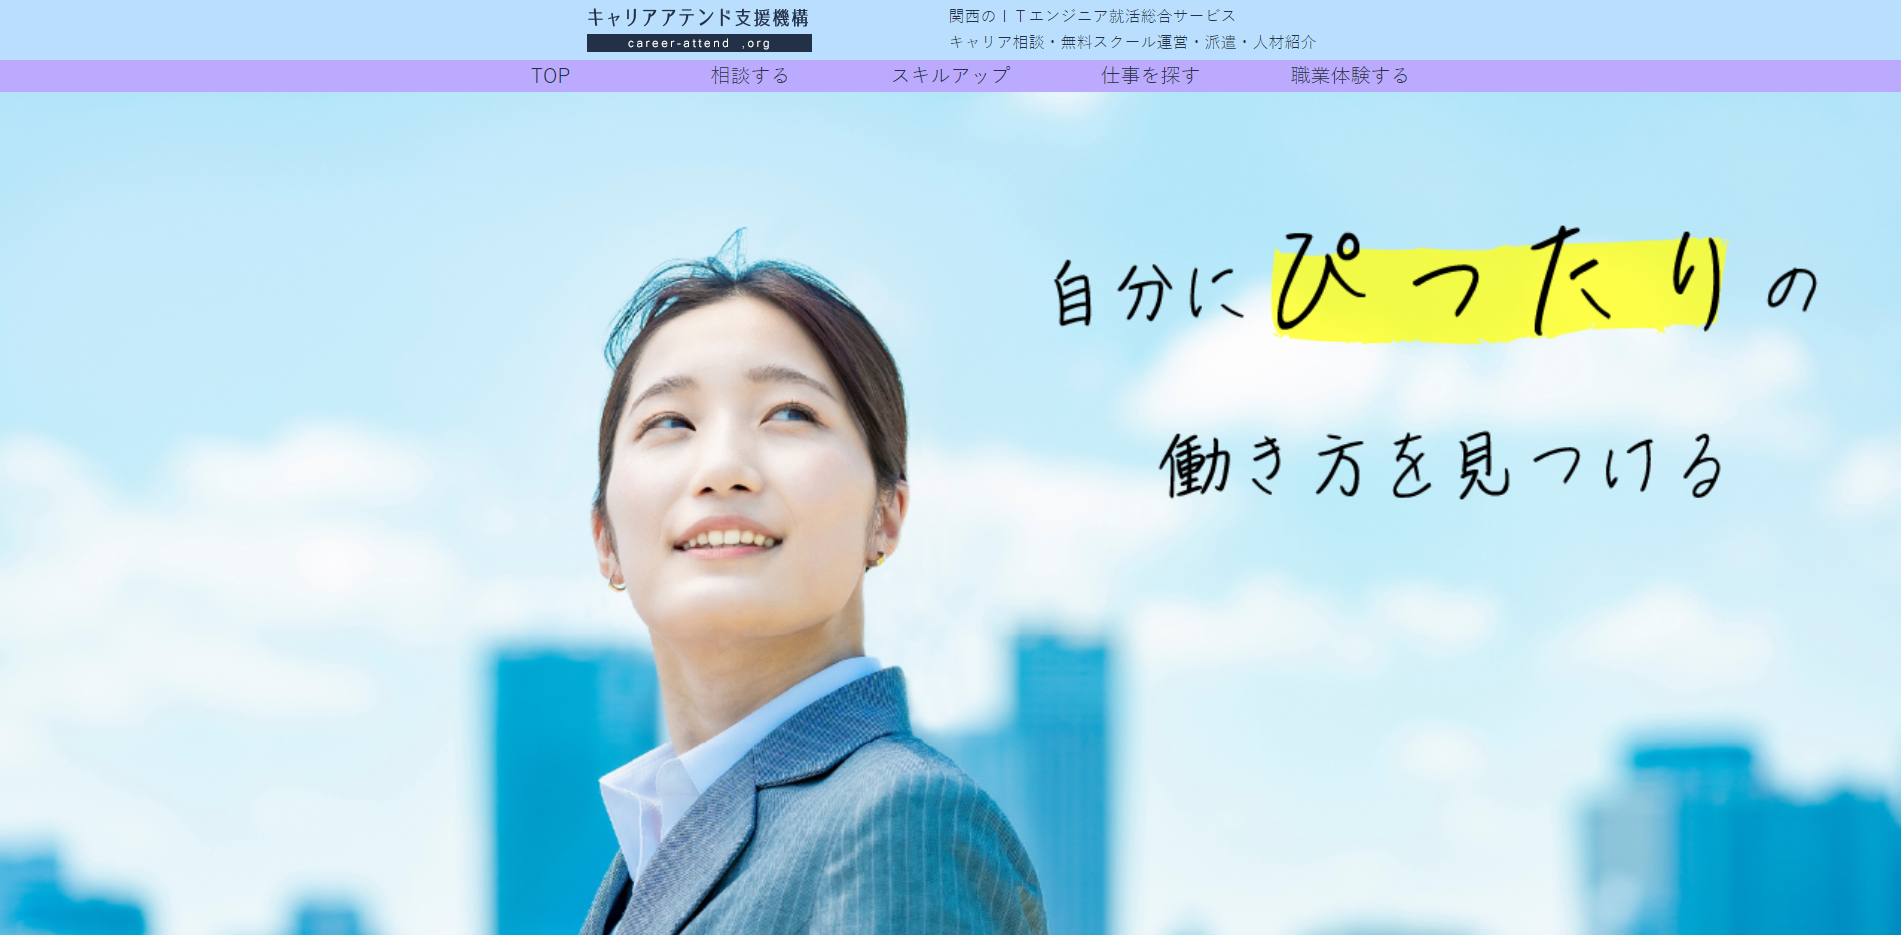 キャリアアテンド支援機構
career-attend .org
関西のＩＴエンジニア就活総合サービス
キャリア相談・無料スクール運営・派遣・人材紹介
TOP 相談する スキルアップ 仕事を探す 職業体験する
自分にぴったりの
働き方を見つける